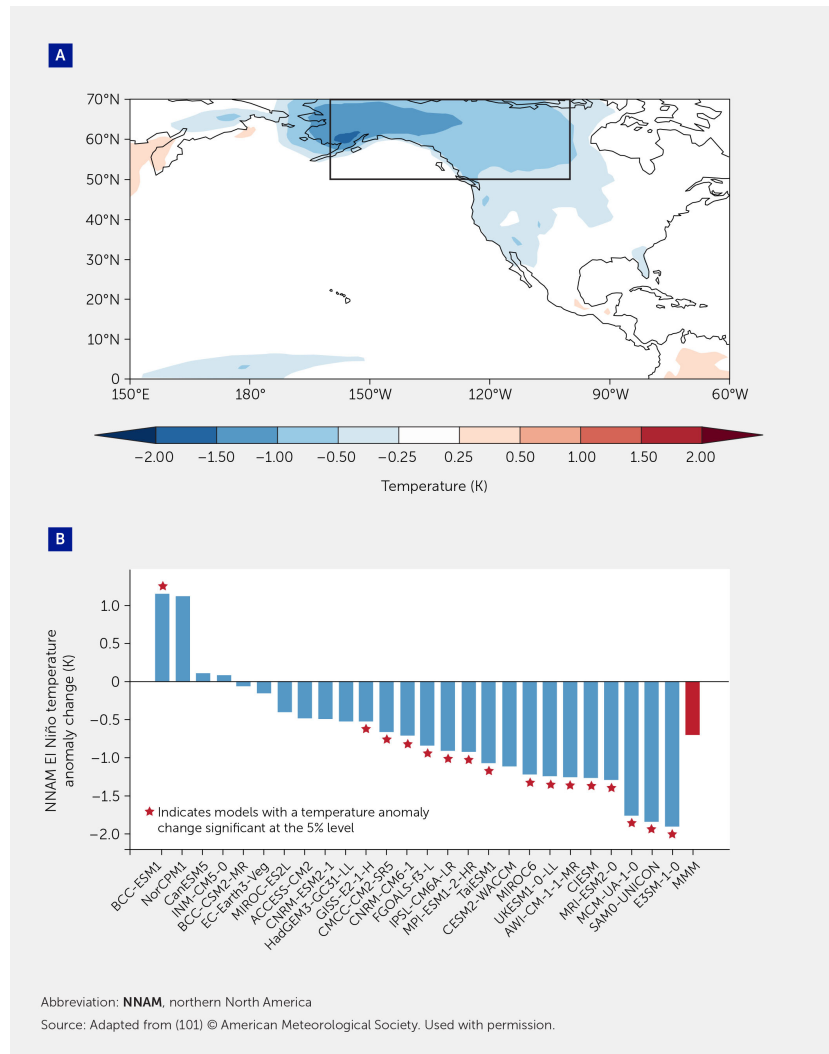 A
70°N
60°N
50°N
40°N
30°N
20°N
10°N
0
150°E 180° 150°W 120°W 90°W 60°W
−2.00 −1.50 −1.00 −0.50 −0.25 0.25 0.50 1.00 1.50 2.00
Temperature (K)
B
NNAM El Niño temperature
anomaly change (K)
1.0
0.5
0
−0.5
−1.0
−1.5
−2.0
★ Indicates models with a temperature anomaly
change significant at the 5% level
BCC-ESM1
NorCPM1
CanESM5
INM-CM5-0
BCC-CSM2-MR
EC-Earth3-Veg
MIROC-ES2L
ACCESS-CM2
CNRM-ESM2-1
HadGEM3-GC31-LL
GISS-E2-1-H
CMCC-CM2-SR5
CNRM-CM6-1
FGOALS-f3-L
IPSL-CM6A-LR
MPI-ESM1-2-HR
TaiESM1
CESM2-WACCM
MIROC6
UKESM1-0-LL
AWI-CM-1-1-MR
CIESM
MRI-ESM2-0
MCM-UA-1-0
SAM0-UNICON
E3SM-1-0
MMM
Abbreviation: NNAM, northern North America
Source: Adapted from (101) © American Meteorological Society. Used with permission.